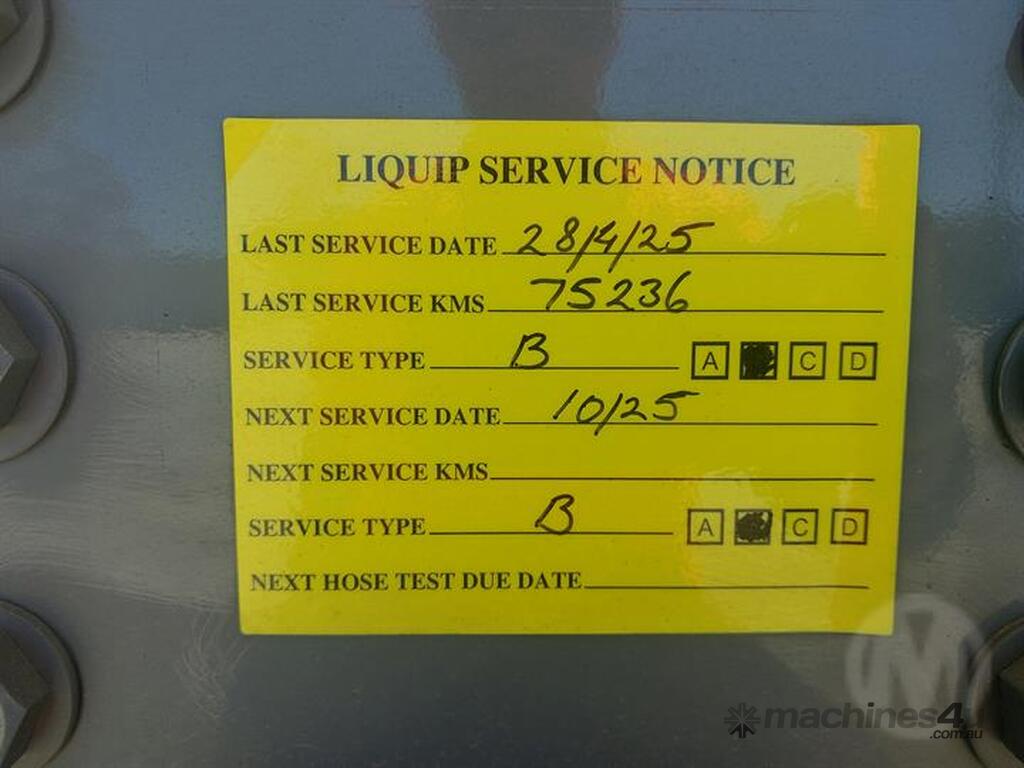 LIQUIP SERVICE NOTICE
LAST SERVICE DATE 28/4/25
LAST SERVICE KMS 75236
SERVICE TYPE B A C D
NEXT SERVICE DATE 10/25
NEXT SERVICE KMS
SERVICE TYPE B A C D
NEXT HOSE TEST DUE DATE
M
machines4u
.com.au